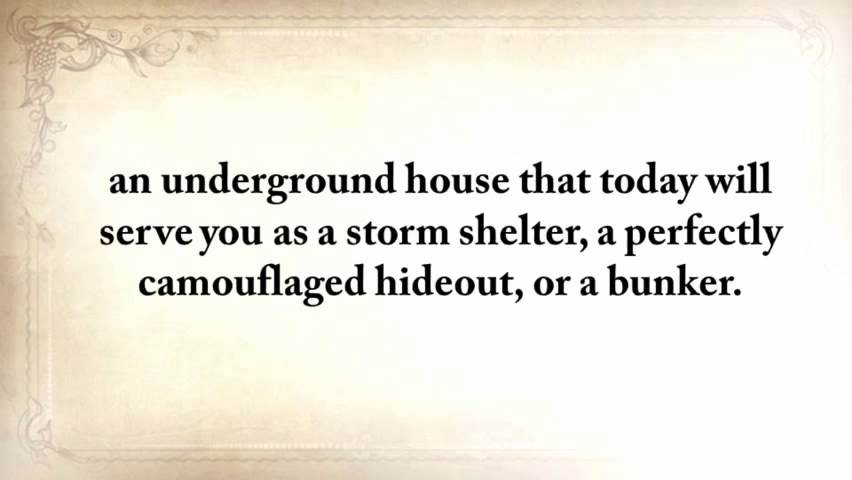 an underground house that today will
serve you as a storm shelter, a perfectly
camouflaged hideout, or a bunker.